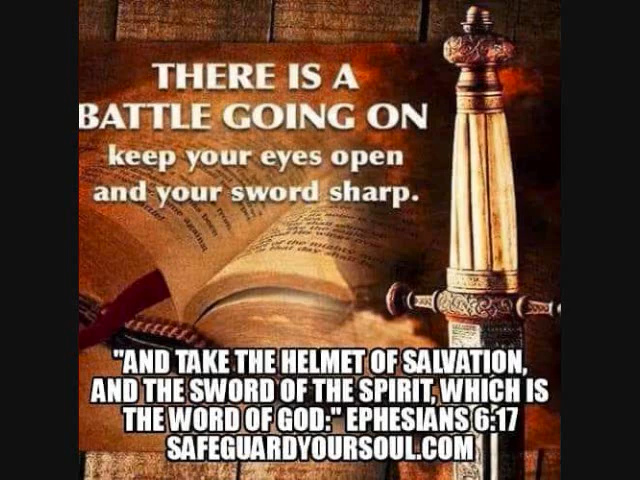 THERE IS A
BATTLE GOING ON
keep your eyes open
and your sword sharp.
"AND TAKE THE HELMET OF SALVATION,
AND THE SWORD OF THE SPIRIT, WHICH IS
THE WORD OF GOD:" EPHESIANS 6:17
SAFEGUARDYOURSOUL.COM